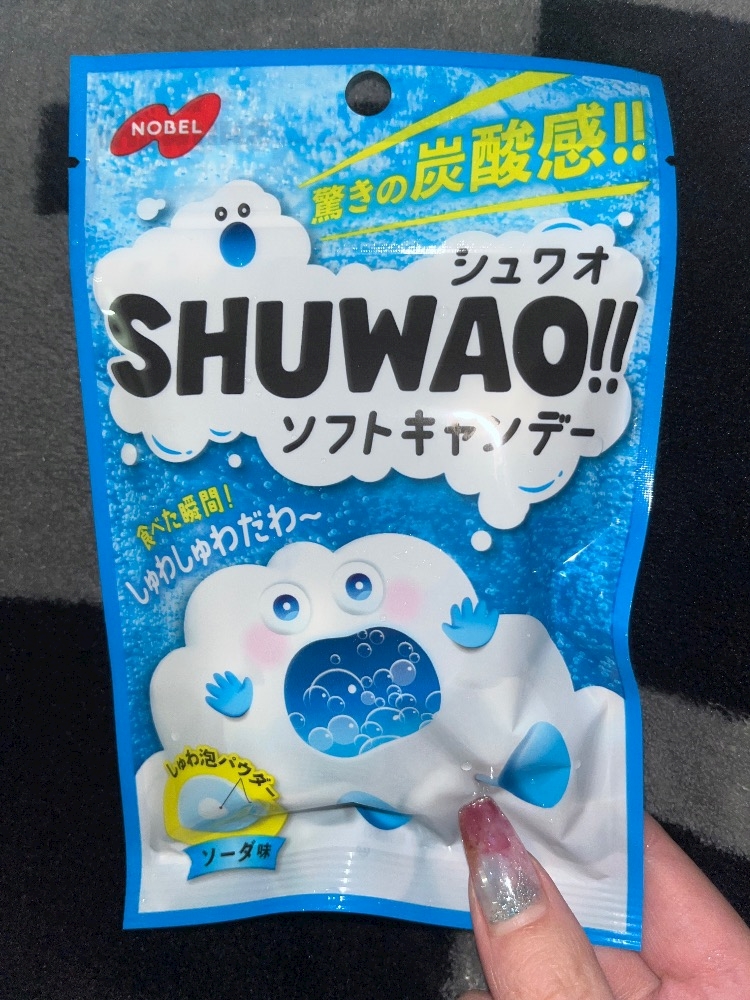 NOBEL
驚きの炭酸感!!
シュワオ
SHUWAO!!
ソフトキャンデー
食べた瞬間!
しゅわしゅわだわ〜
しゅわ泡パウダー
ソーダ味